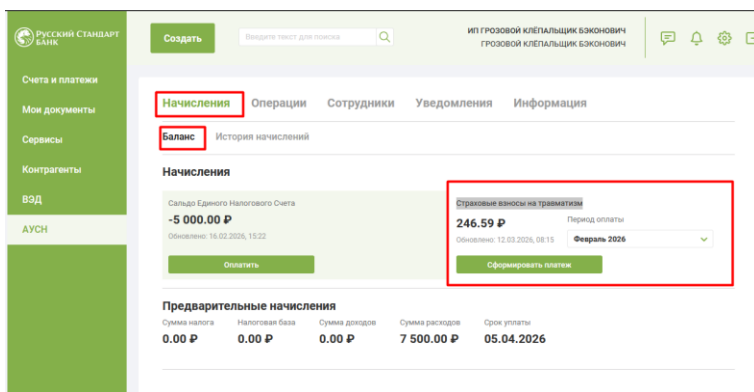 Русский Стандарт
Банк
Создать
Введите текст для поиска
ИП ГРОЗОВОЙ КЛЁПАЛЬЩИК БЭКОНОВИЧ
ГРОЗОВОЙ КЛЁПАЛЬЩИК БЭКОНОВИЧ
Счета и платежи
Мои документы
Сервисы
Контрагенты
ВЭД
АУСН
Начисления Операции Сотрудники Уведомления Информация
Баланс История начислений
Начисления
Сальдо Единого Налогового Счета
-5 000.00 ₽
Обновлено: 16.02.2026, 15:22
Оплатить
Страховые взносы на травматизм
246.59 ₽
Обновлено: 12.03.2026, 08:15
Период оплаты
Февраль 2026
Сформировать платеж
Предварительные начисления
Сумма налога Налоговая база Сумма доходов Сумма расходов Срок уплаты
0.00 ₽ 0.00 ₽ 0.00 ₽ 7 500.00 ₽ 05.04.2026